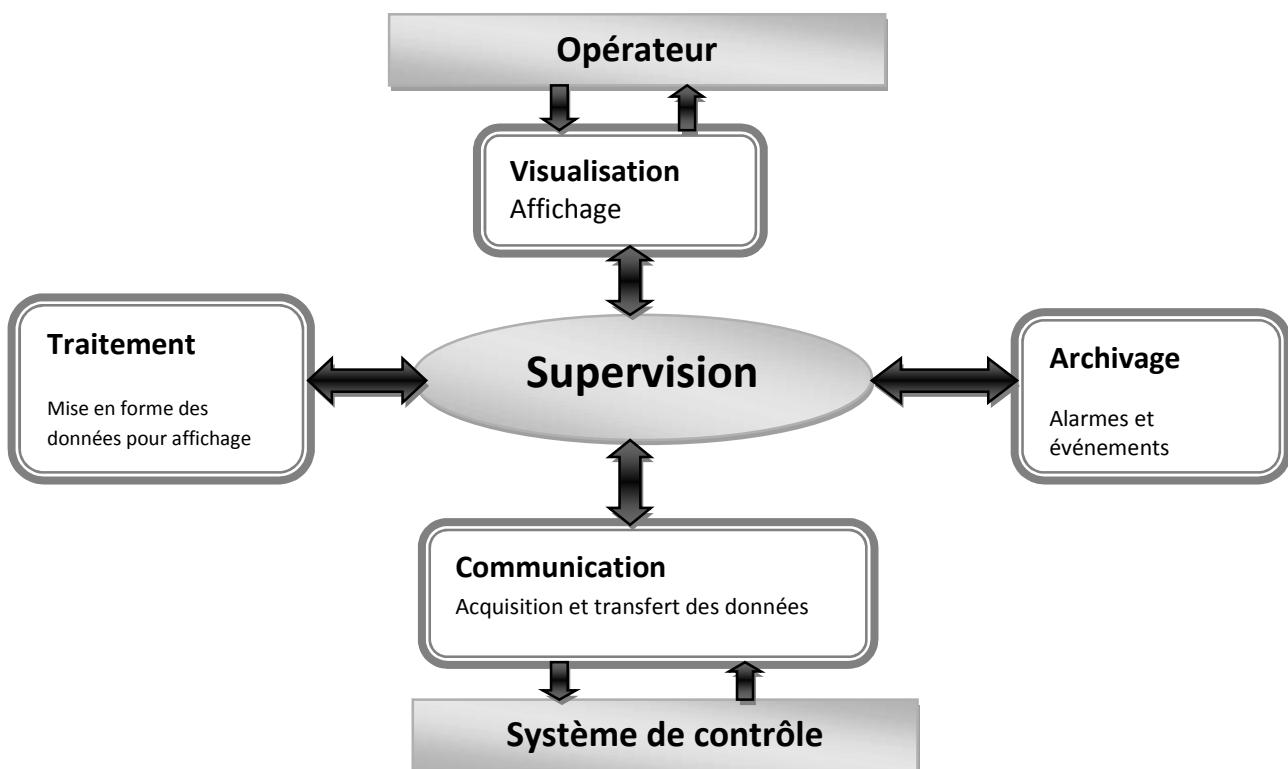 Opérateur
Visualisation
Affichage
Traitement
Mise en forme des
données pour affichage
Supervision
Archivage
Alarmes et
événements
Communication
Acquisition et transfert des données
Système de contrôle